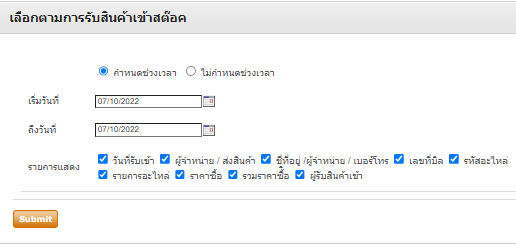 เลือกตามการรับสินค้าเข้าสต๊อค
กำหนดช่วงเวลา ไม่กำหนดช่วงเวลา
เริ่มวันที่ 07/10/2022
ถึงวันที่ 07/10/2022
รายการแสดง วันที่รับเข้า ผู้จำหน่าย / ส่งสินค้า ชื่ที่อยู่ /ผู้จำหน่าย / เบอร์โทร เลขที่บิล รหัสอะไหล่
รายการอะไหล่ ราคาซื้อ รวมราคาซื้อ ผู้รับสินค้าเข้า
Submit